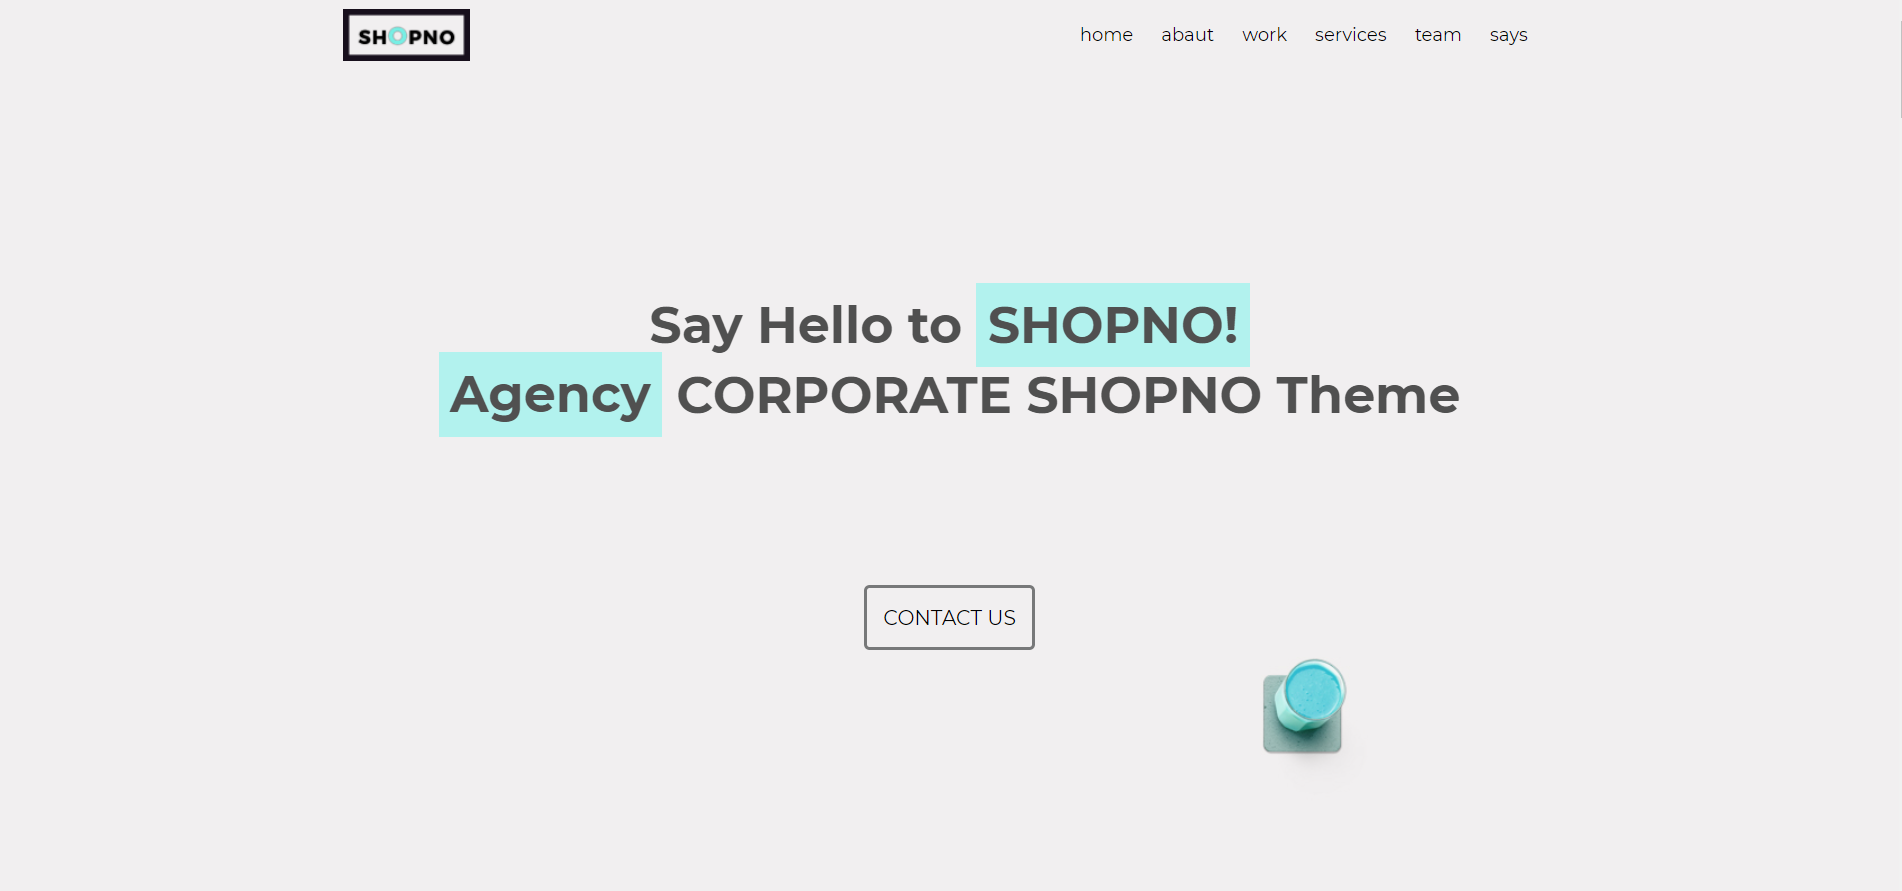 SHOPNO
home abaut work services team says
Say Hello to SHOPNO!
Agency CORPORATE SHOPNO Theme
CONTACT US